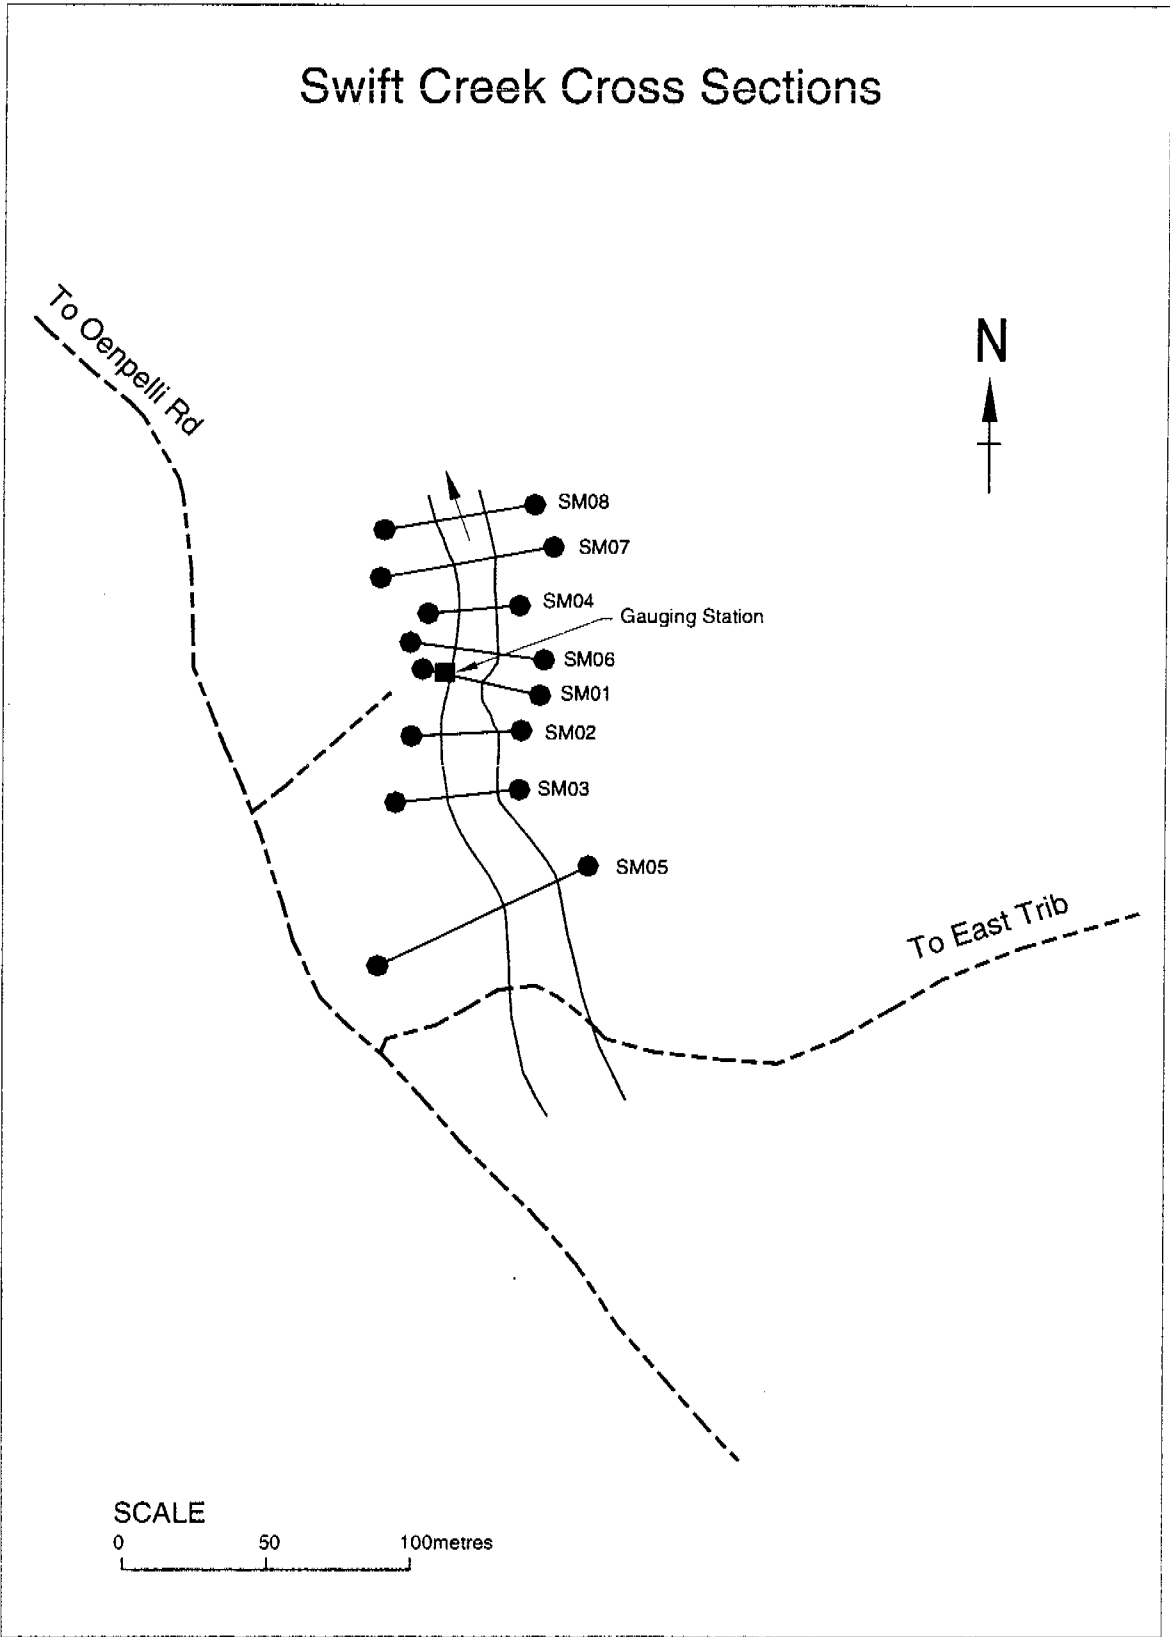 Swift Creek Cross Sections
To Oenpelli Rd
N
SM08
SM07
SM04
Gauging Station
SM06
SM01
SM02
SM03
SM05
To East Trib
SCALE
0 50 100metres